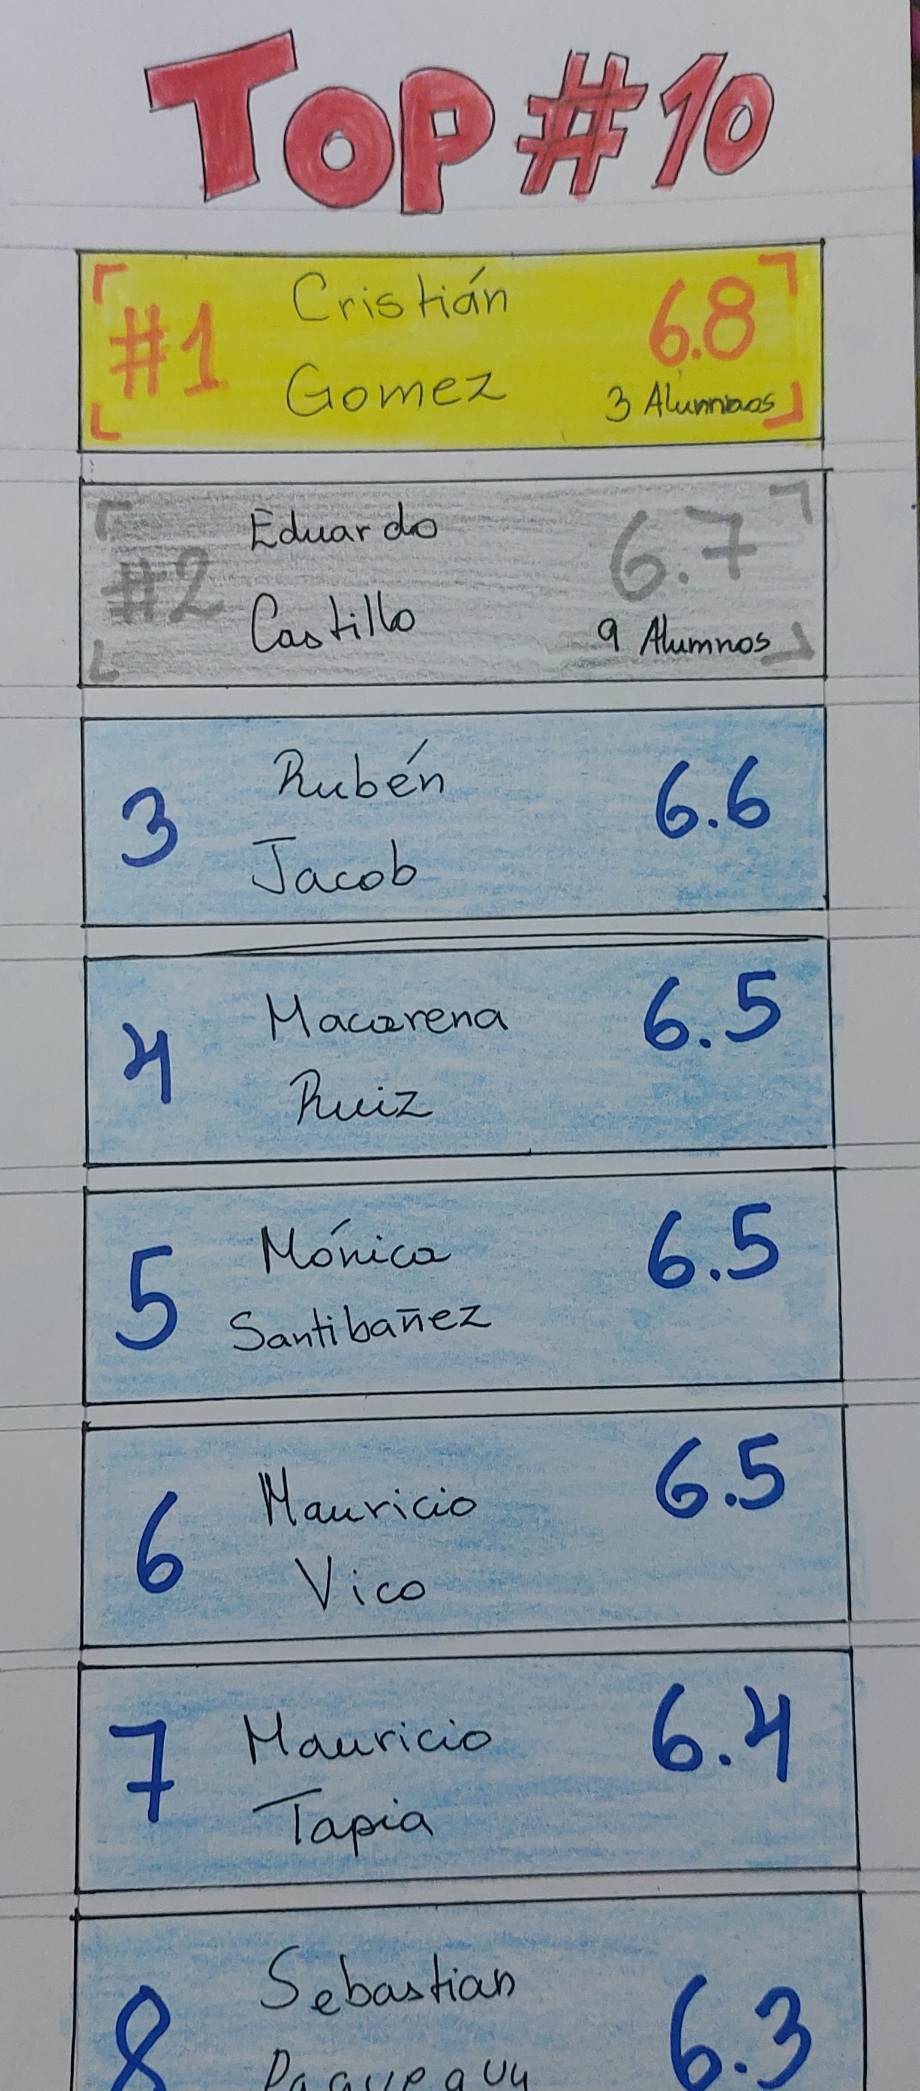 TOP #10
#1 Cristián 6.8
Gomez 3 Alumnos
#2 Eduardo 6.7
Castillo 9 Alumnos
3 Rubén 6.6
Jacob
4 Macarena 6.5
Ruiz
5 Mónica 6.5
Santibañez
6 Mauricio 6.5
Vico
7 Mauricio 6.4
Tapia
8 Sebastian 6.3